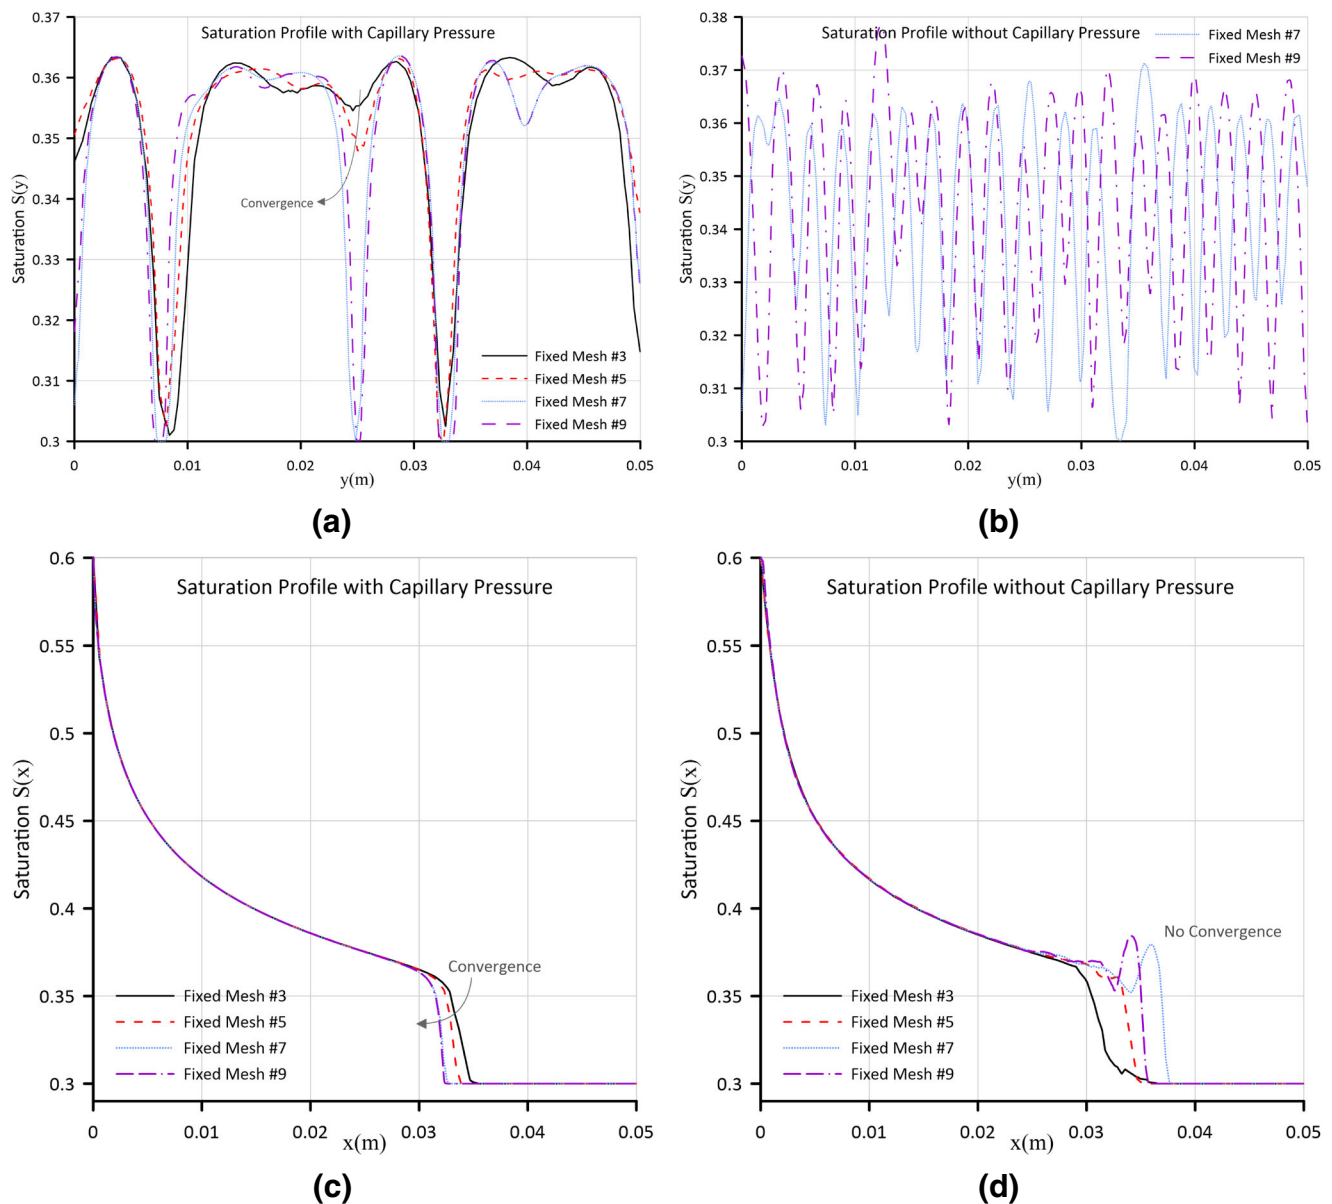 Saturation Profile with Capillary Pressure
0.37
0.36
0.35
0.34
0.33
0.32
0.31
0.3
Saturation S(y)
Convergence
Fixed Mesh #3
Fixed Mesh #5
Fixed Mesh #7
Fixed Mesh #9
0 0.01 0.02 0.03 0.04 0.05
y(m)
(a)
Saturation Profile without Capillary Pressure
0.38
0.37
0.36
0.35
0.34
0.33
0.32
0.31
0.3
Saturation S(y)
Fixed Mesh #7
Fixed Mesh #9
0 0.01 0.02 0.03 0.04 0.05
y(m)
(b)
Saturation Profile with Capillary Pressure
0.6
0.55
0.5
0.45
0.4
0.35
0.3
Saturation S(x)
Convergence
Fixed Mesh #3
Fixed Mesh #5
Fixed Mesh #7
Fixed Mesh #9
0 0.01 0.02 0.03 0.04 0.05
x(m)
(c)
Saturation Profile without Capillary Pressure
0.6
0.55
0.5
0.45
0.4
0.35
0.3
Saturation S(x)
No Convergence
Fixed Mesh #3
Fixed Mesh #5
Fixed Mesh #7
Fixed Mesh #9
0 0.01 0.02 0.03 0.04 0.05
x(m)
(d)